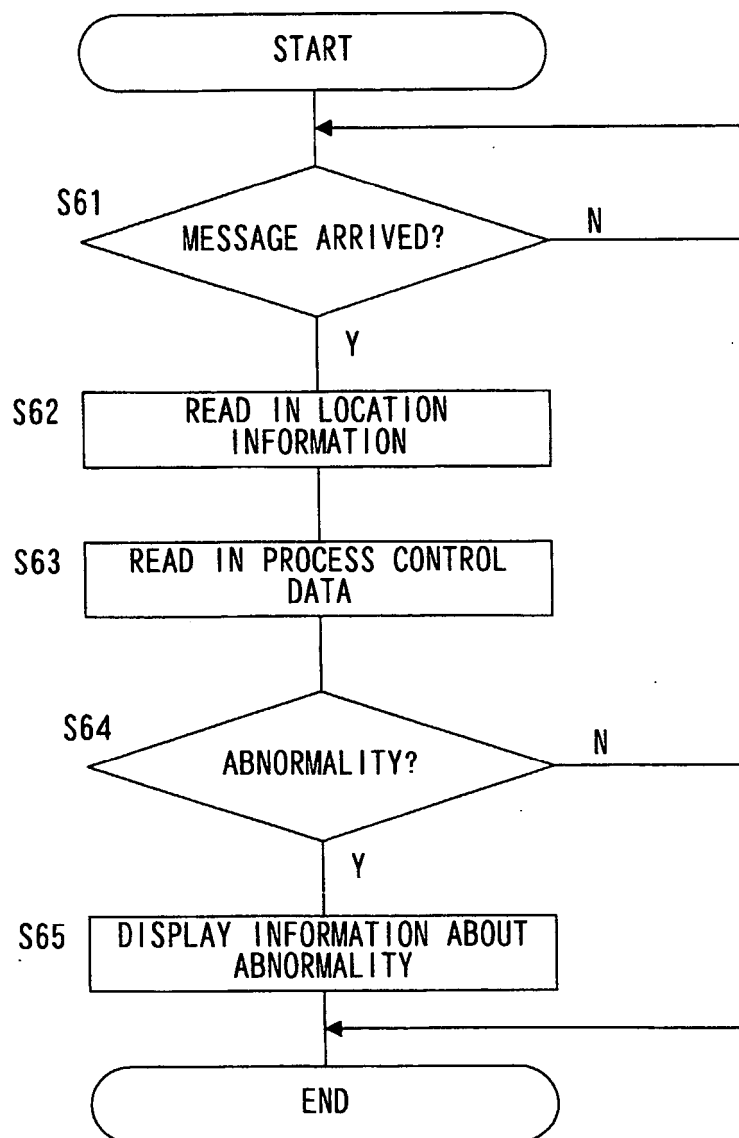 START
S61
MESSAGE ARRIVED?
N
Y
S62
READ IN LOCATION
INFORMATION
S63
READ IN PROCESS CONTROL
DATA
S64
ABNORMALITY?
N
Y
S65
DISPLAY INFORMATION ABOUT
ABNORMALITY
END